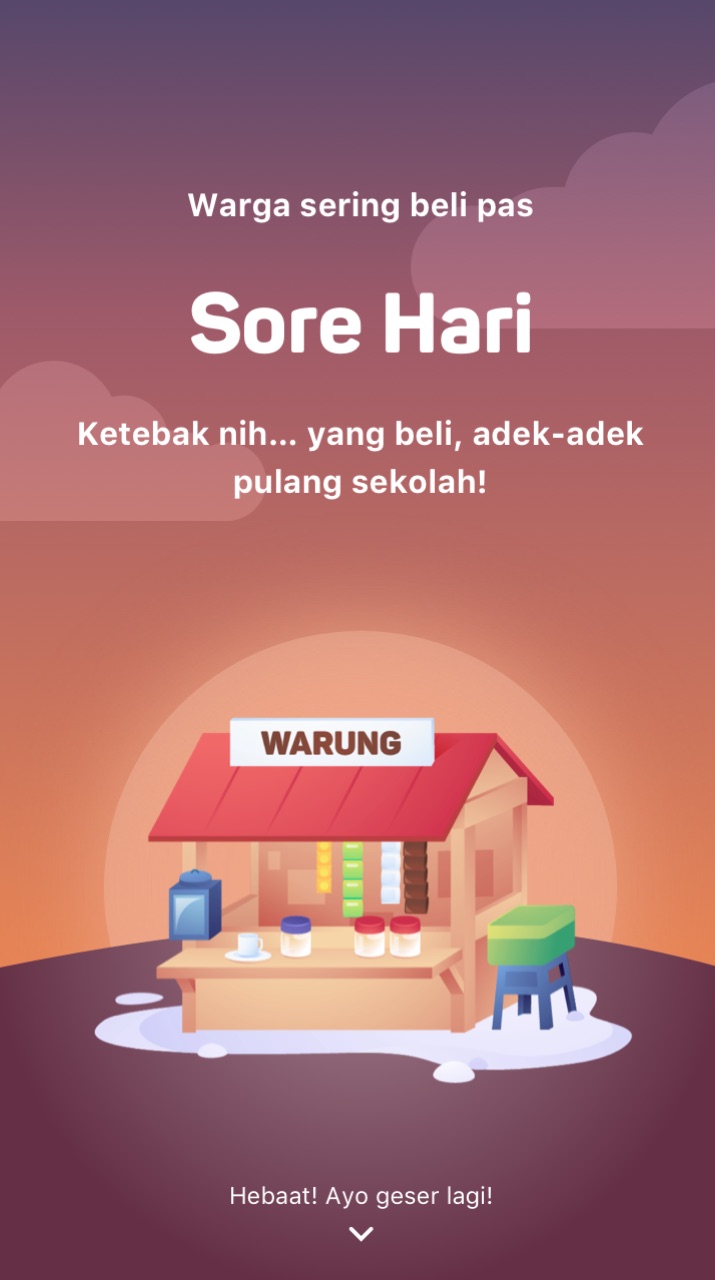 Warga sering beli pas
Sore Hari
Ketebak nih... yang beli, adek-adek
pulang sekolah!
WARUNG
Hebaat! Ayo geser lagi!